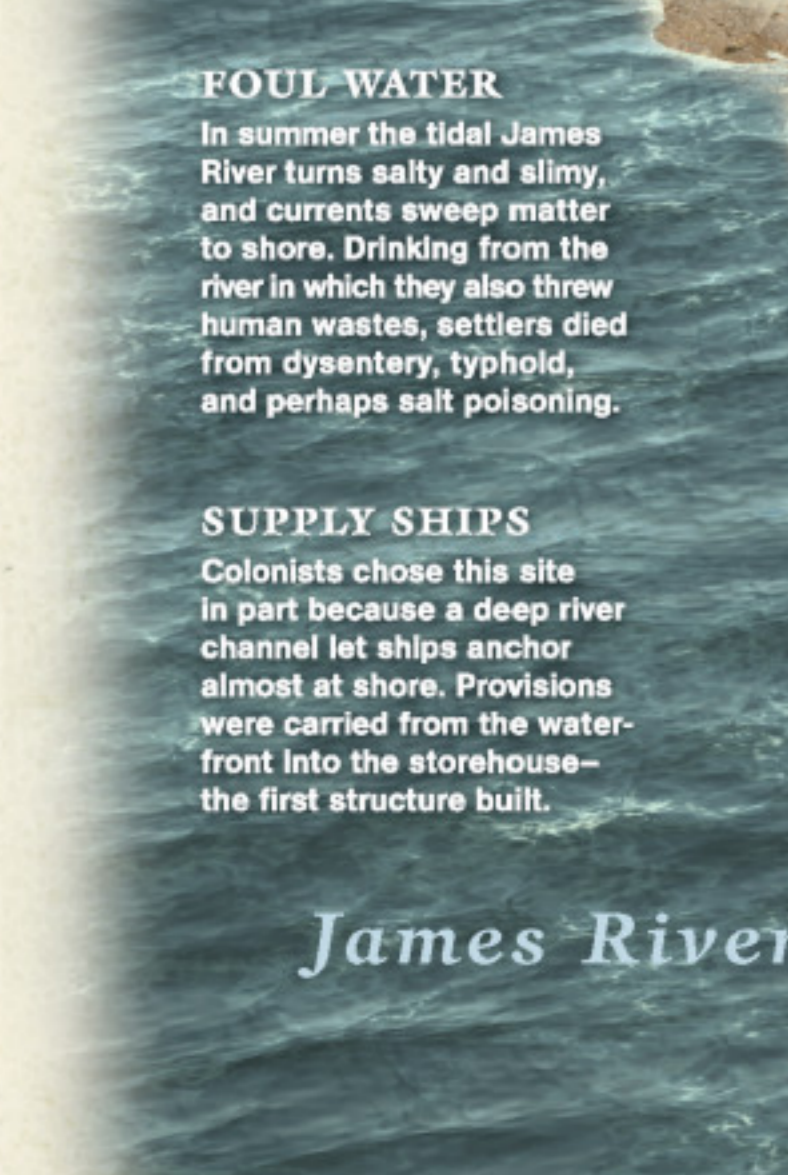 FOUL WATER
In summer the tidal James
River turns salty and slimy,
and currents sweep matter
to shore. Drinking from the
river in which they also threw
human wastes, settlers died
from dysentery, typhoid,
and perhaps salt poisoning.
SUPPLY SHIPS
Colonists chose this site
in part because a deep river
channel let ships anchor
almost at shore. Provisions
were carried from the water-
front into the storehouse–
the first structure built.
James River